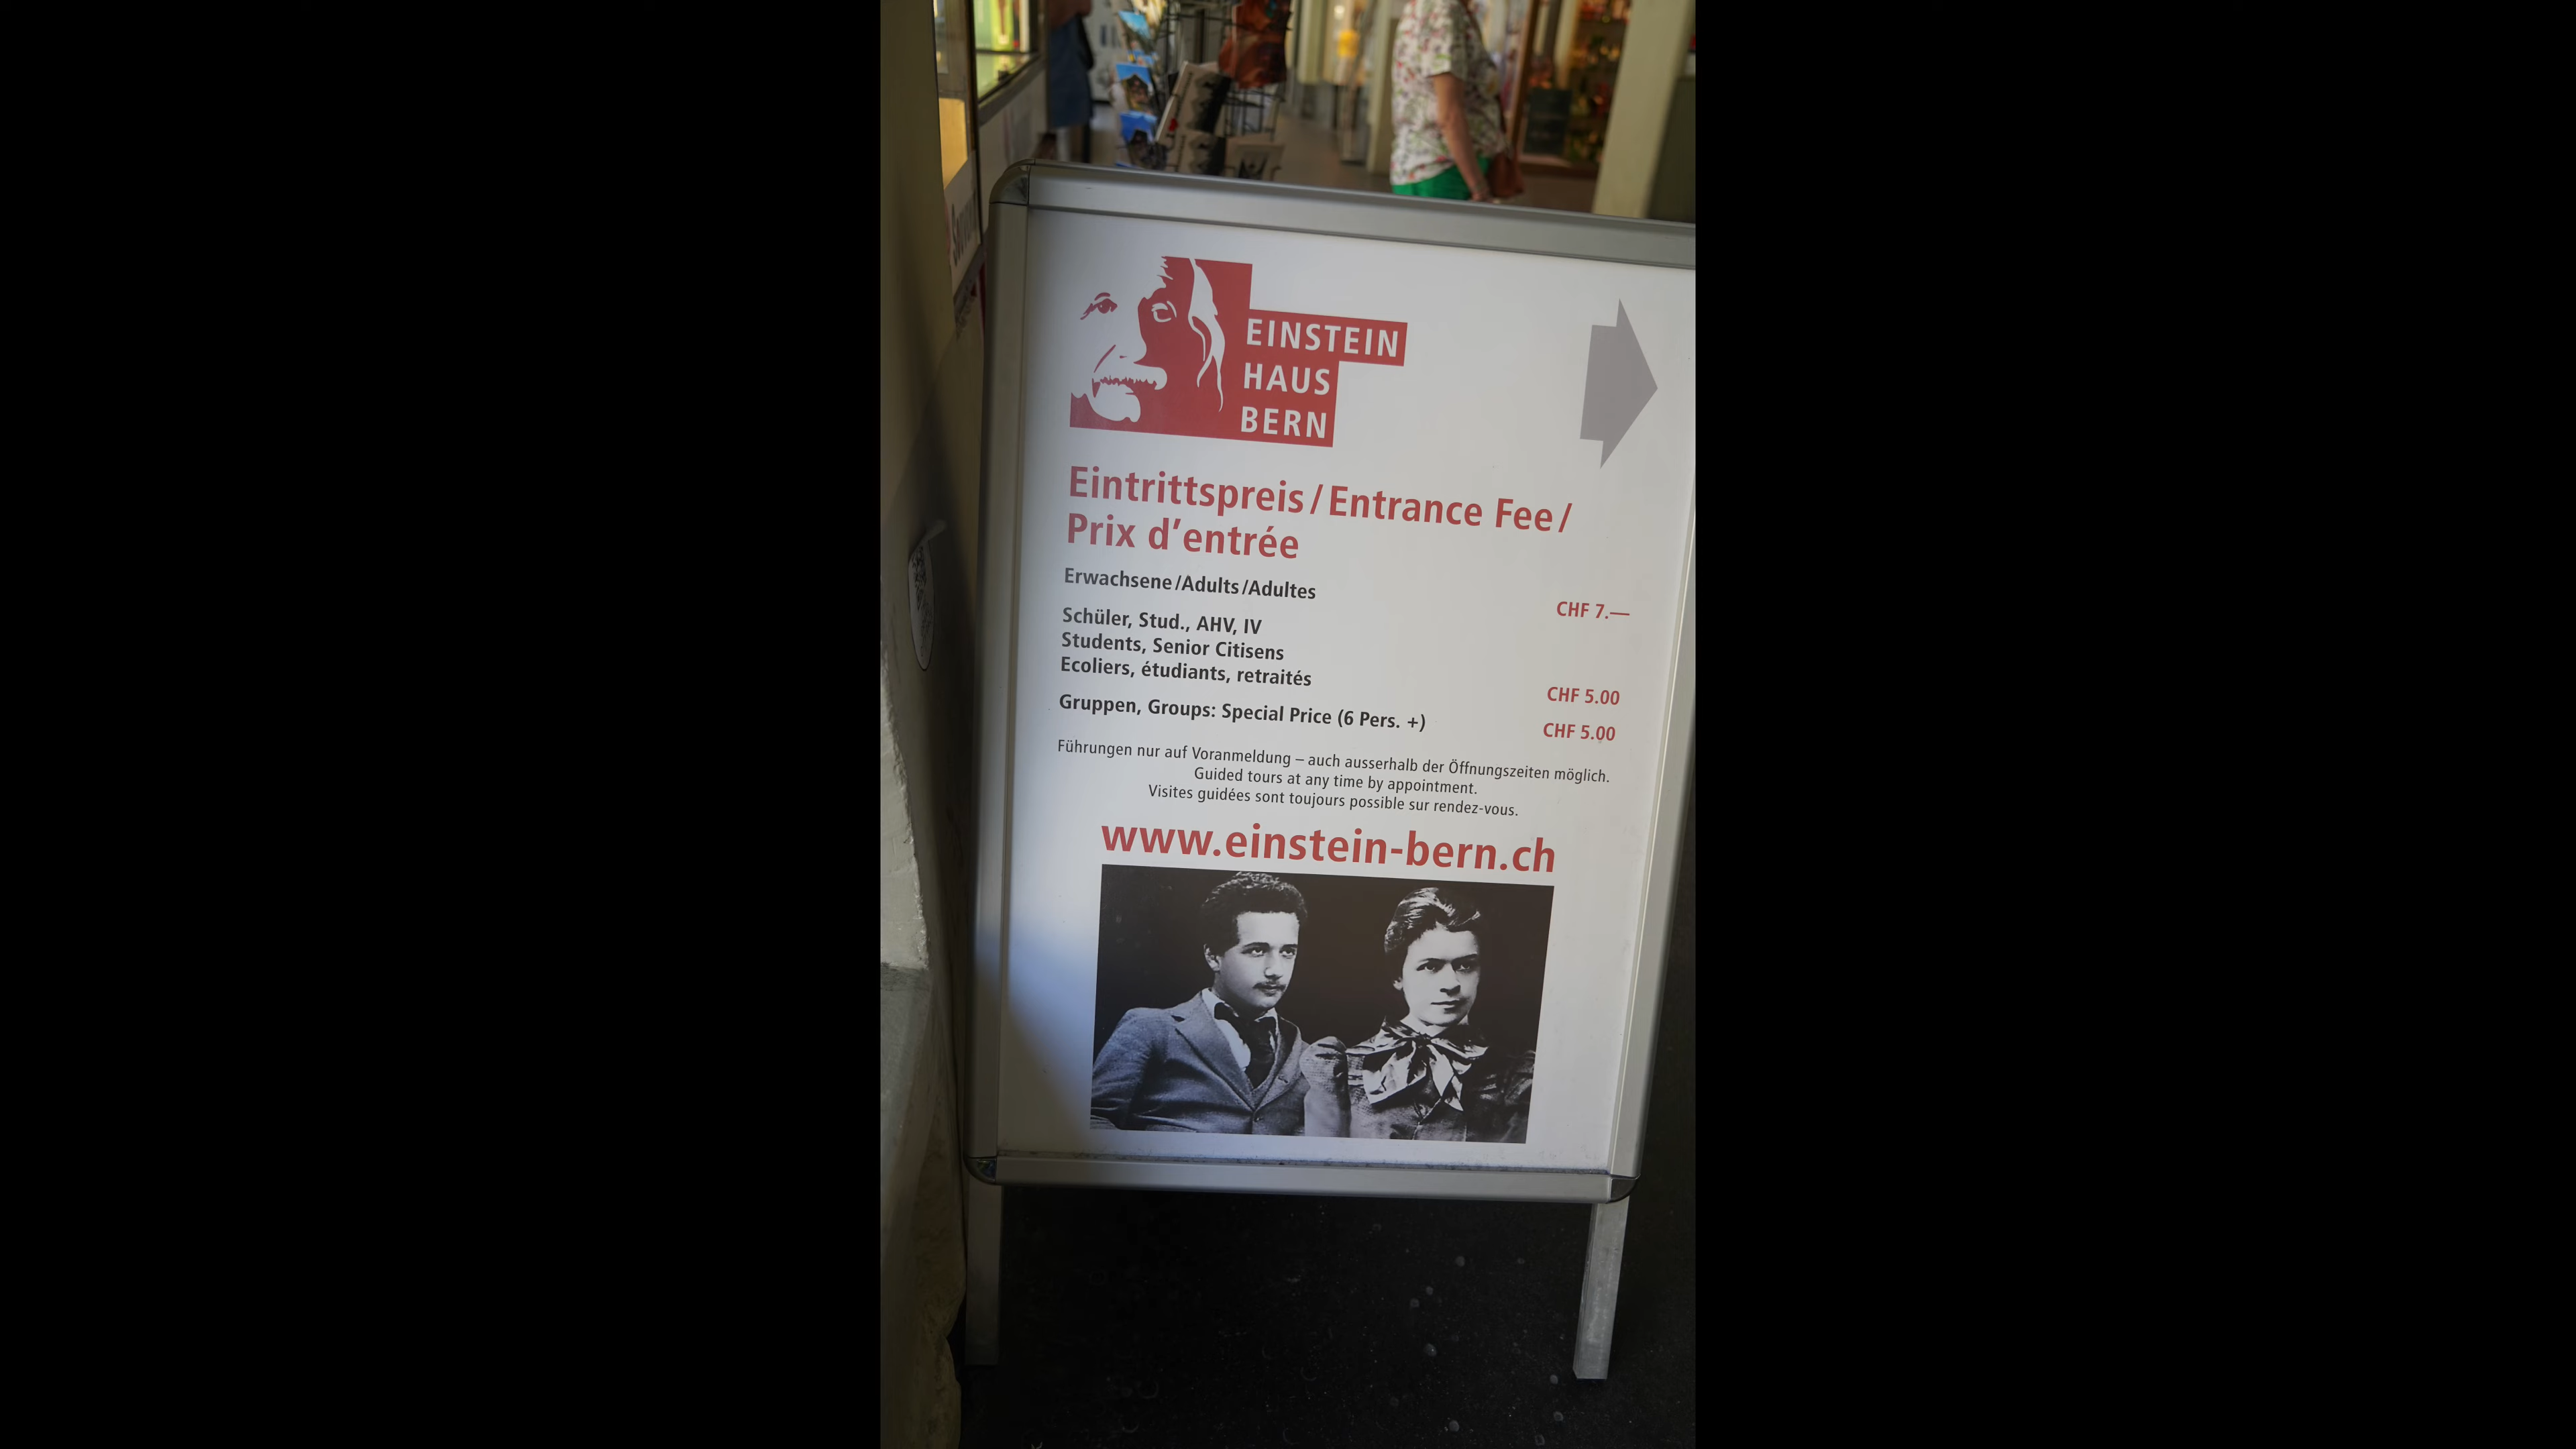 EINSTEIN
HAUS
BERN
Eintrittspreis / Entrance Fee /
Prix d’entrée
Erwachsene / Adults / Adultes CHF 7.—
Schüler, Stud., AHV, IV
Students, Senior Citisens
Ecoliers, étudiants, retraités CHF 5.00
Gruppen, Groups: Special Price (6 Pers. +) CHF 5.00
Führungen nur auf Voranmeldung – auch ausserhalb der Öffnungszeiten möglich.
Guided tours at any time by appointment.
Visites guidées sont toujours possible sur rendez-vous.
www.einstein-bern.ch